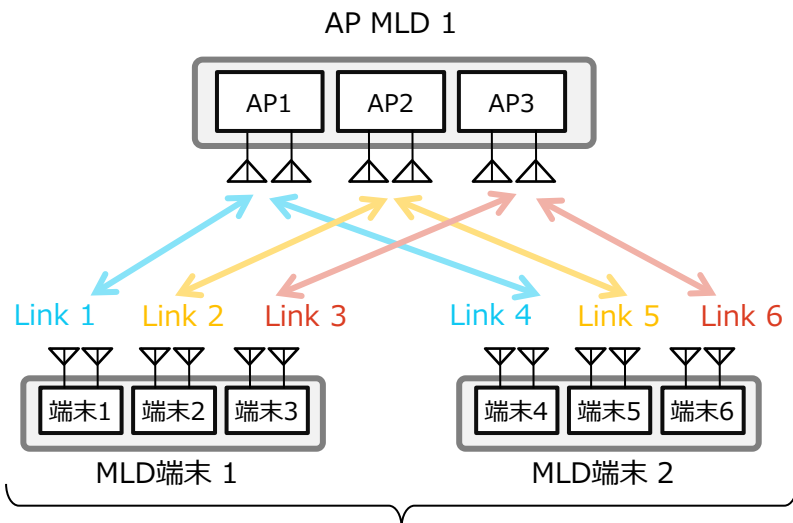 AP MLD 1
AP1 AP2 AP3
Link 1 Link 2 Link 3 Link 4 Link 5 Link 6
端末1 端末2 端末3 端末4 端末5 端末6
MLD端末 1 MLD端末 2